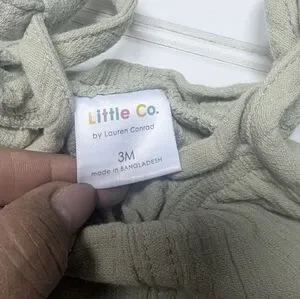 Little Co.
by Lauren Conrad
3M
made in BANGLADESH